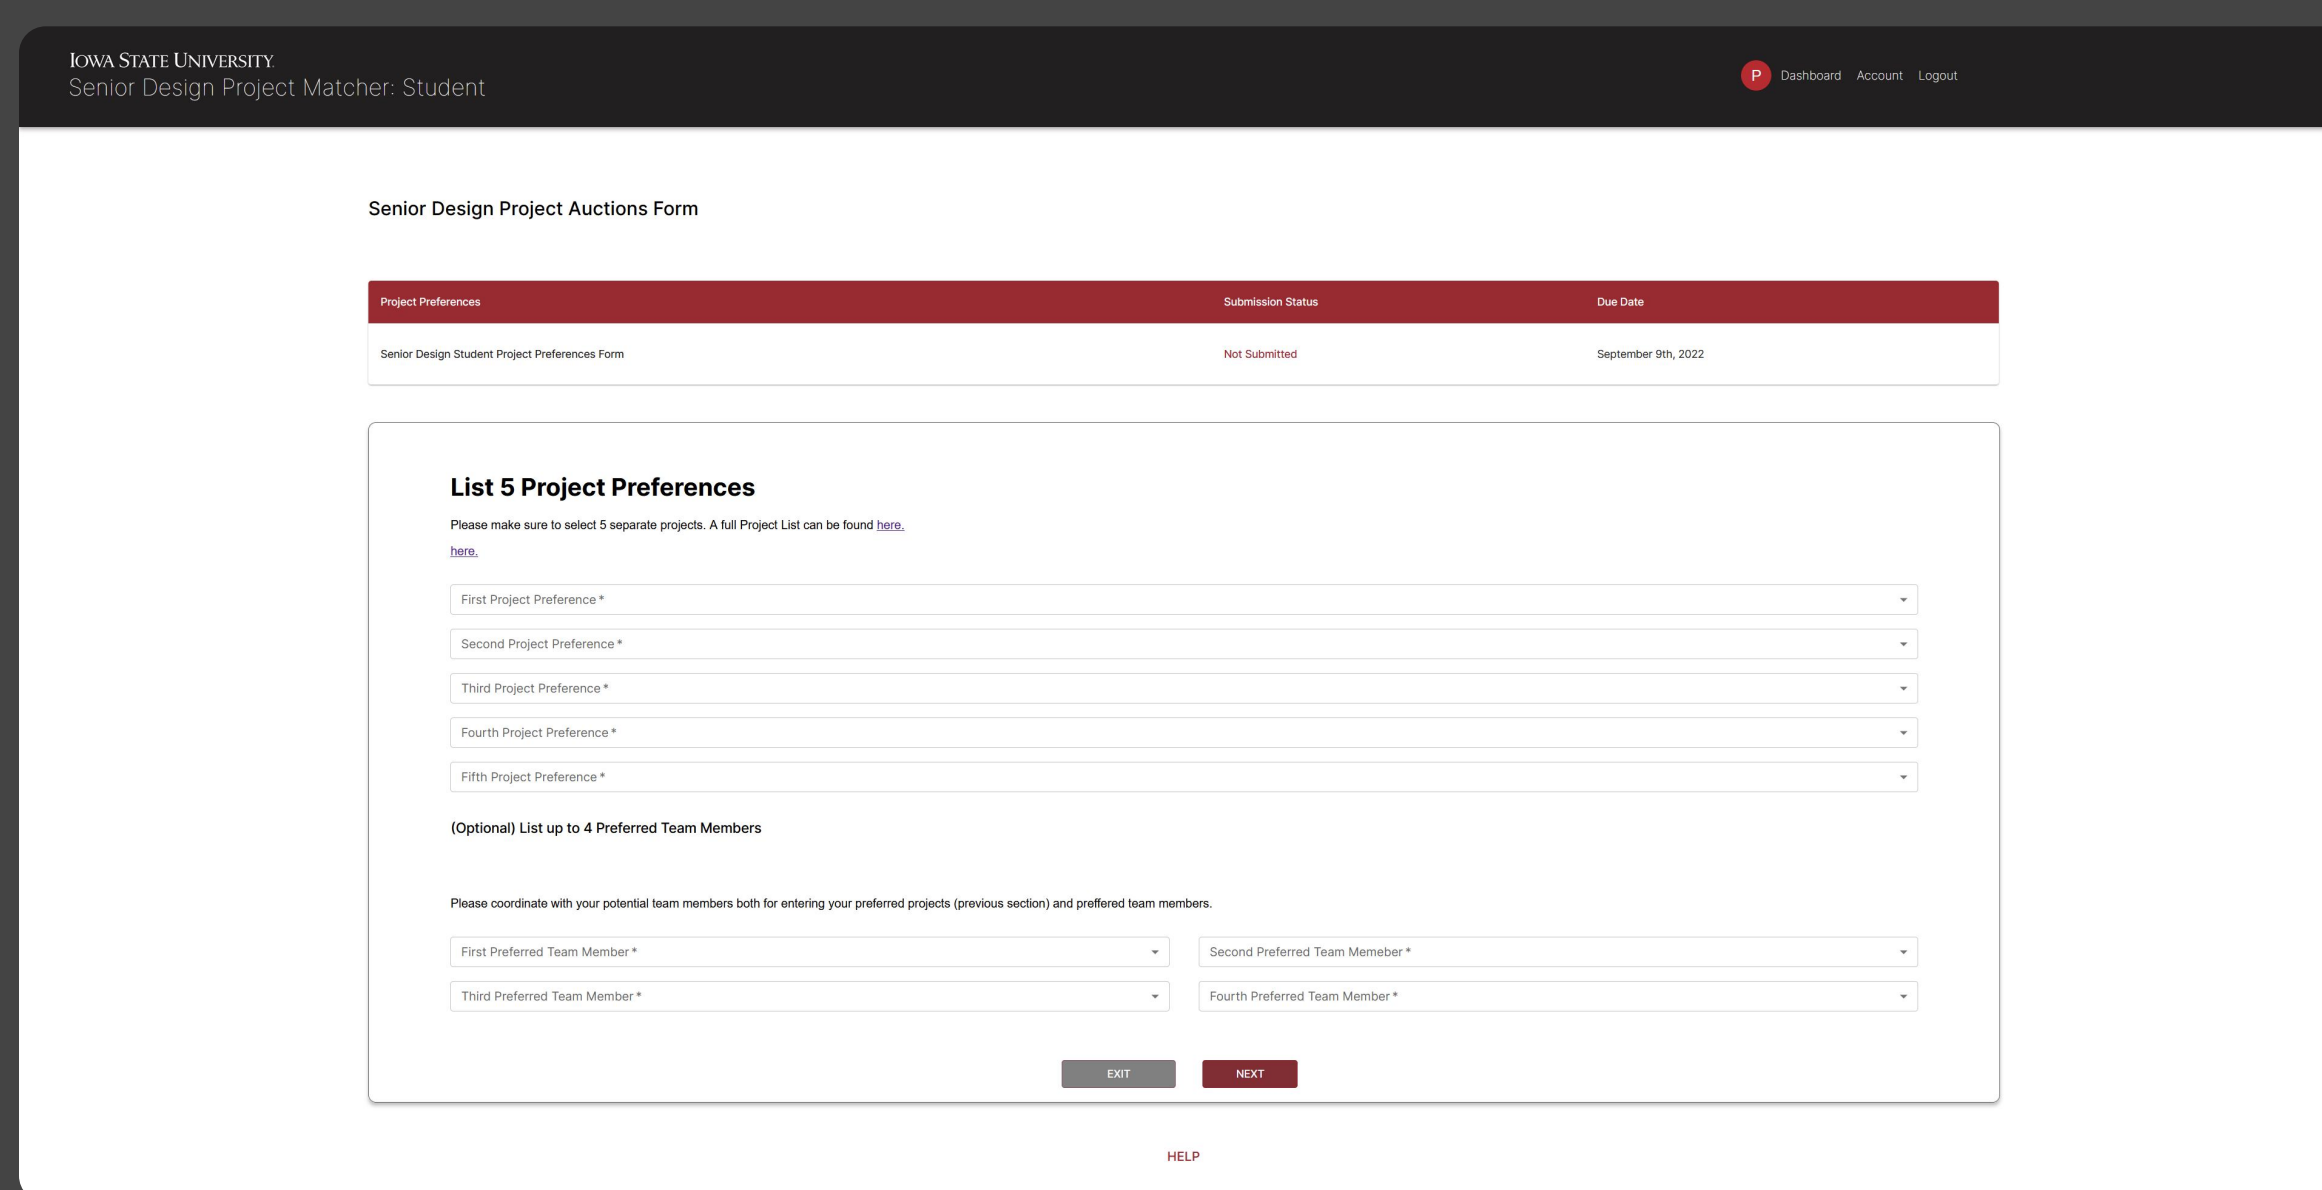 IOWA STATE UNIVERSITY.
Senior Design Project Matcher: Student
P Dashboard Account Logout
Senior Design Project Auctions Form
Project Preferences Submission Status Due Date
Senior Design Student Project Preferences Form Not Submitted September 9th, 2022
List 5 Project Preferences
Please make sure to select 5 separate projects. A full Project List can be found here.
here.
First Project Preference *
Second Project Preference *
Third Project Preference *
Fourth Project Preference *
Fifth Project Preference *
(Optional) List up to 4 Preferred Team Members
Please coordinate with your potential team members both for entering your preferred projects (previous section) and preffered team members.
First Preferred Team Member * Second Preferred Team Memeber *
Third Preferred Team Member * Fourth Preferred Team Member *
EXIT NEXT
HELP